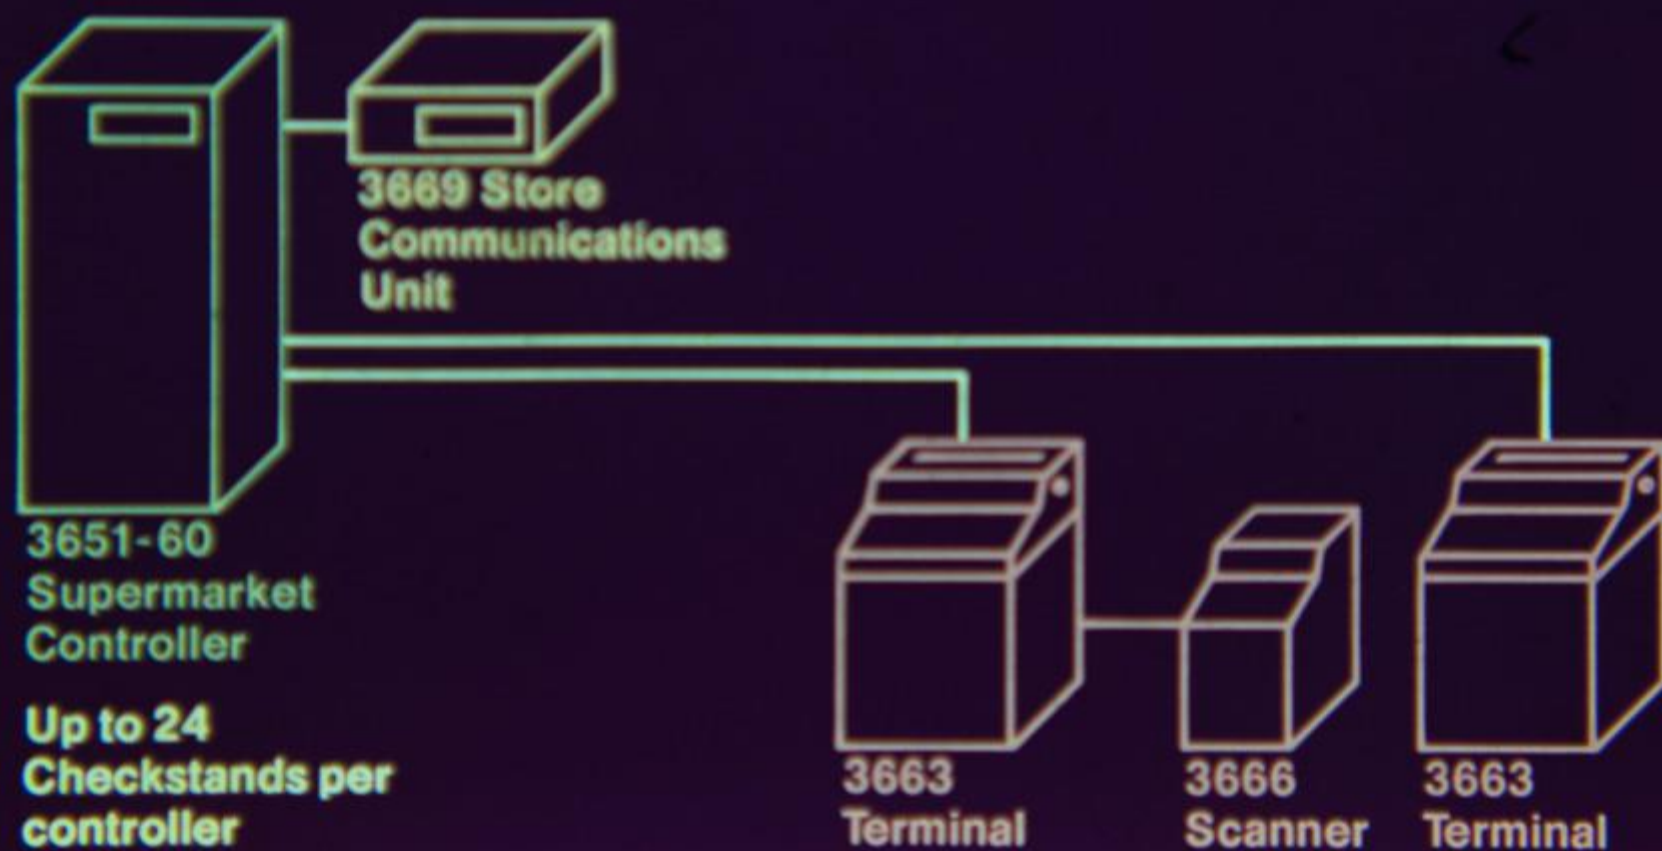 3669 Store
Communications
Unit
3651-60
Supermarket
Controller
Up to 24
Checkstands per
controller
3663
Terminal
3666
Scanner
3663
Terminal